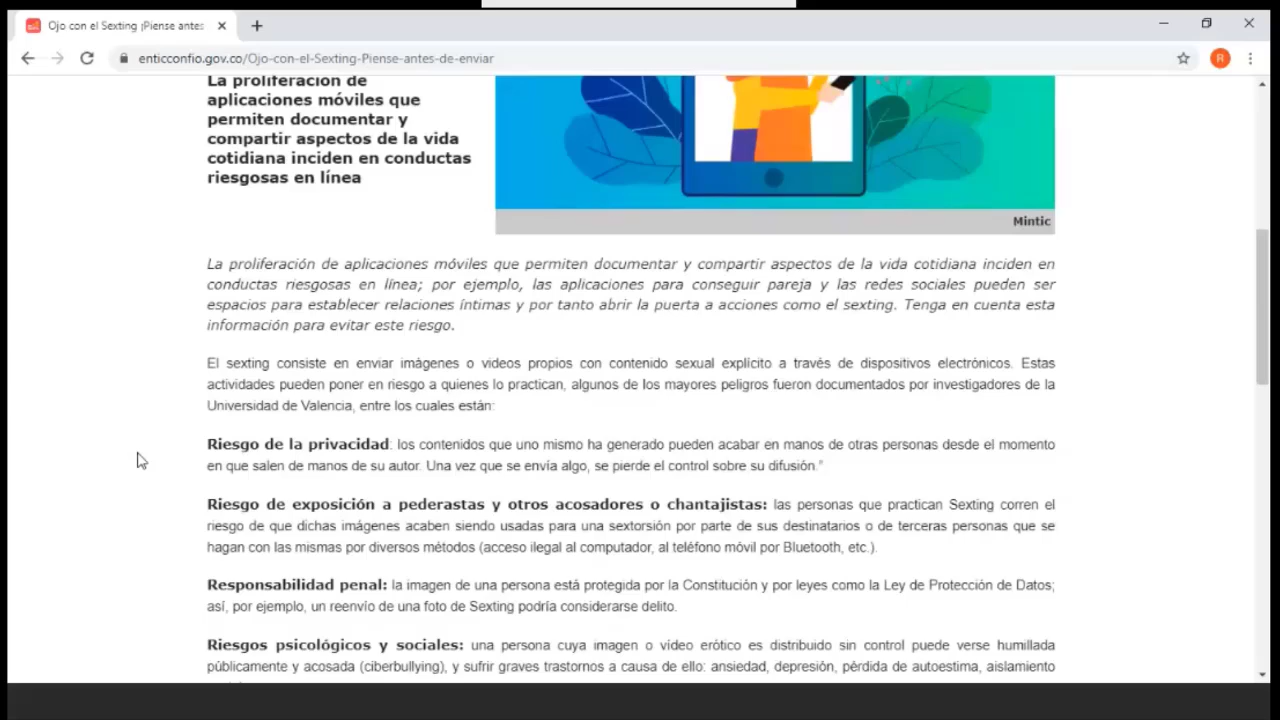 Ojo con el Sexting ¡Piense antes
enticconfio.gov.co/Ojo-con-el-Sexting-Piense-antes-de-enviar
R
La proliferación de
aplicaciones móviles que
permiten documentar y
compartir aspectos de la vida
cotidiana inciden en conductas
riesgosas en línea
Mintic
La proliferación de aplicaciones móviles que permiten documentar y compartir aspectos de la vida cotidiana inciden en
conductas riesgosas en línea; por ejemplo, las aplicaciones para conseguir pareja y las redes sociales pueden ser
espacios para establecer relaciones íntimas y por tanto abrir la puerta a acciones como el sexting. Tenga en cuenta esta
información para evitar este riesgo.
El sexting consiste en enviar imágenes o videos propios con contenido sexual explícito a través de dispositivos electrónicos. Estas
actividades pueden poner en riesgo a quienes lo practican, algunos de los mayores peligros fueron documentados por investigadores de la
Universidad de Valencia, entre los cuales están:
Riesgo de la privacidad: los contenidos que uno mismo ha generado pueden acabar en manos de otras personas desde el momento
en que salen de manos de su autor. Una vez que se envía algo, se pierde el control sobre su difusión.”
Riesgo de exposición a pederastas y otros acosadores o chantajistas: las personas que practican Sexting corren el
riesgo de que dichas imágenes acaben siendo usadas para una sextorsión por parte de sus destinatarios o de terceras personas que se
hagan con las mismas por diversos métodos (acceso ilegal al computador, al teléfono móvil por Bluetooth, etc.).
Responsabilidad penal: la imagen de una persona está protegida por la Constitución y por leyes como la Ley de Protección de Datos;
así, por ejemplo, un reenvío de una foto de Sexting podría considerarse delito.
Riesgos psicológicos y sociales: una persona cuya imagen o vídeo erótico es distribuido sin control puede verse humillada
públicamente y acosada (ciberbullying), y sufrir graves trastornos a causa de ello: ansiedad, depresión, pérdida de autoestima, aislamiento